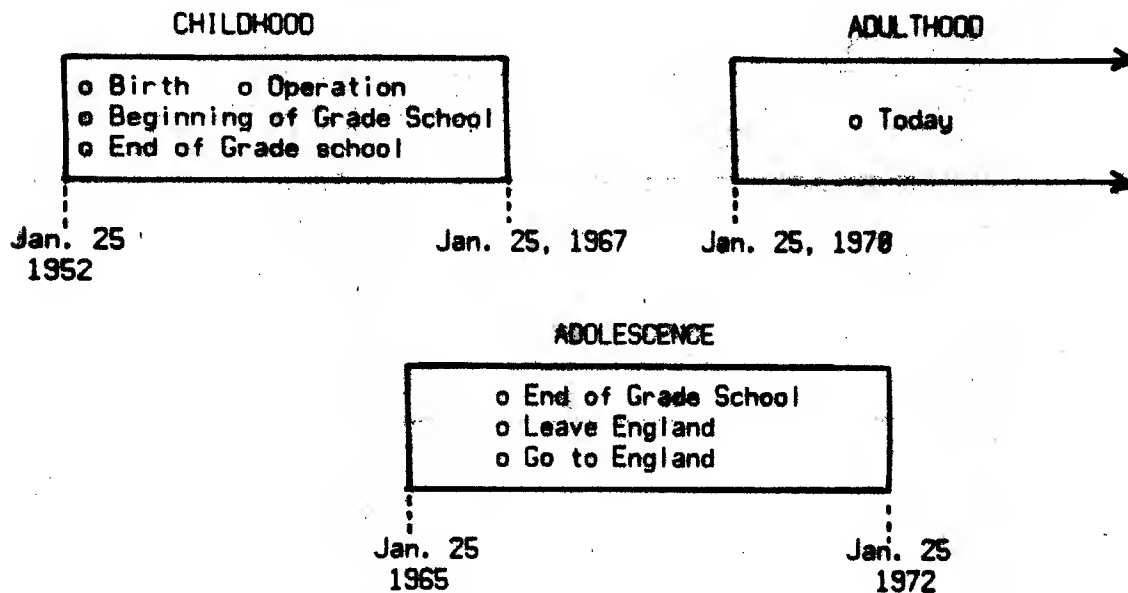 CHILDHOOD
o Birth o Operation
o Beginning of Grade School
o End of Grade school
Jan. 25
1952
Jan. 25, 1967
ADULTHOOD
o Today
Jan. 25, 1970
ADOLESCENCE
o End of Grade School
o Leave England
o Go to England
Jan. 25
1965
Jan. 25
1972